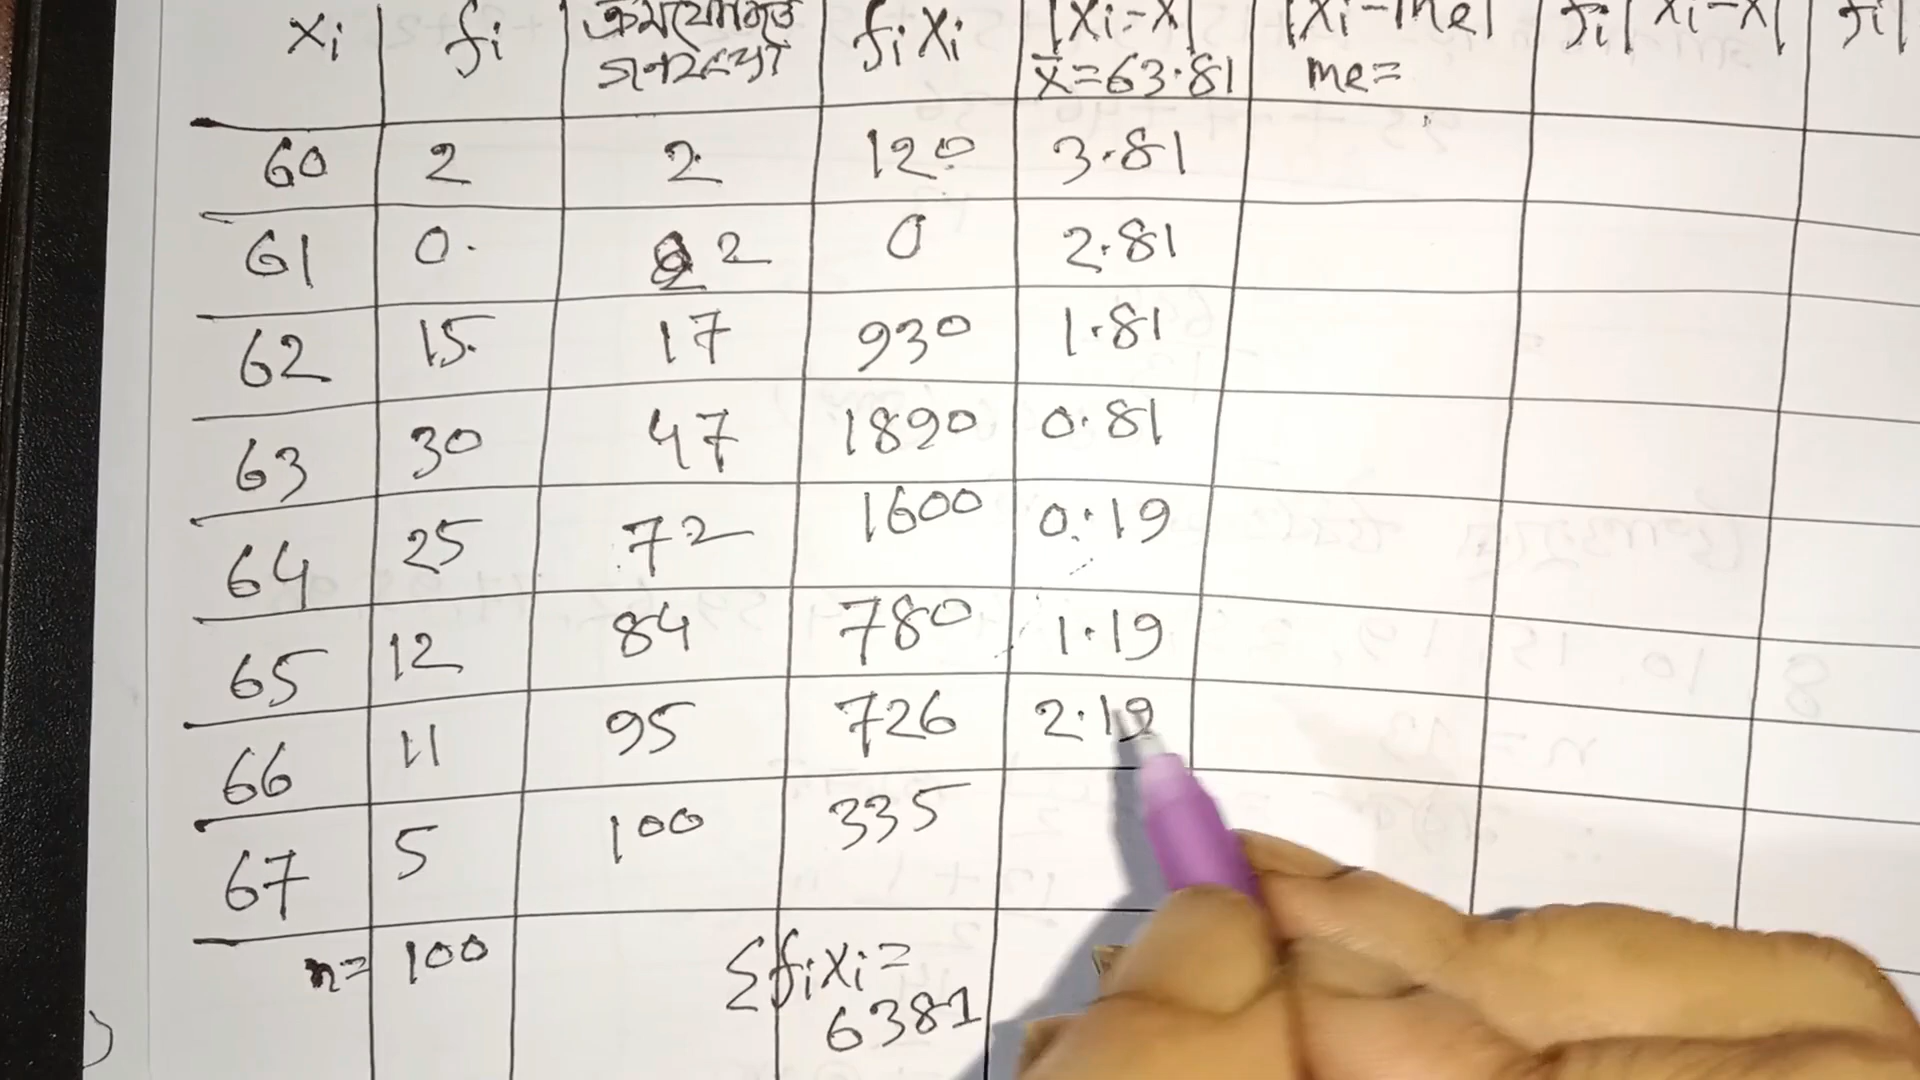 xi fi ক্রমযৌগিক গনসংখ্যা fixi |xi-x̄| x̄=63.81 |xi-me| me= fi|xi-x̄| fi|
60 2 2 120 3.81
61 0. 2 0 2.81
62 15 17 930 1.81
63 30 47 1890 0.81
64 25 72 1600 0.19
65 12 84 780 1.19
66 11 95 726 2.19
67 5 100 335
n= 100 Σfixi=
6381